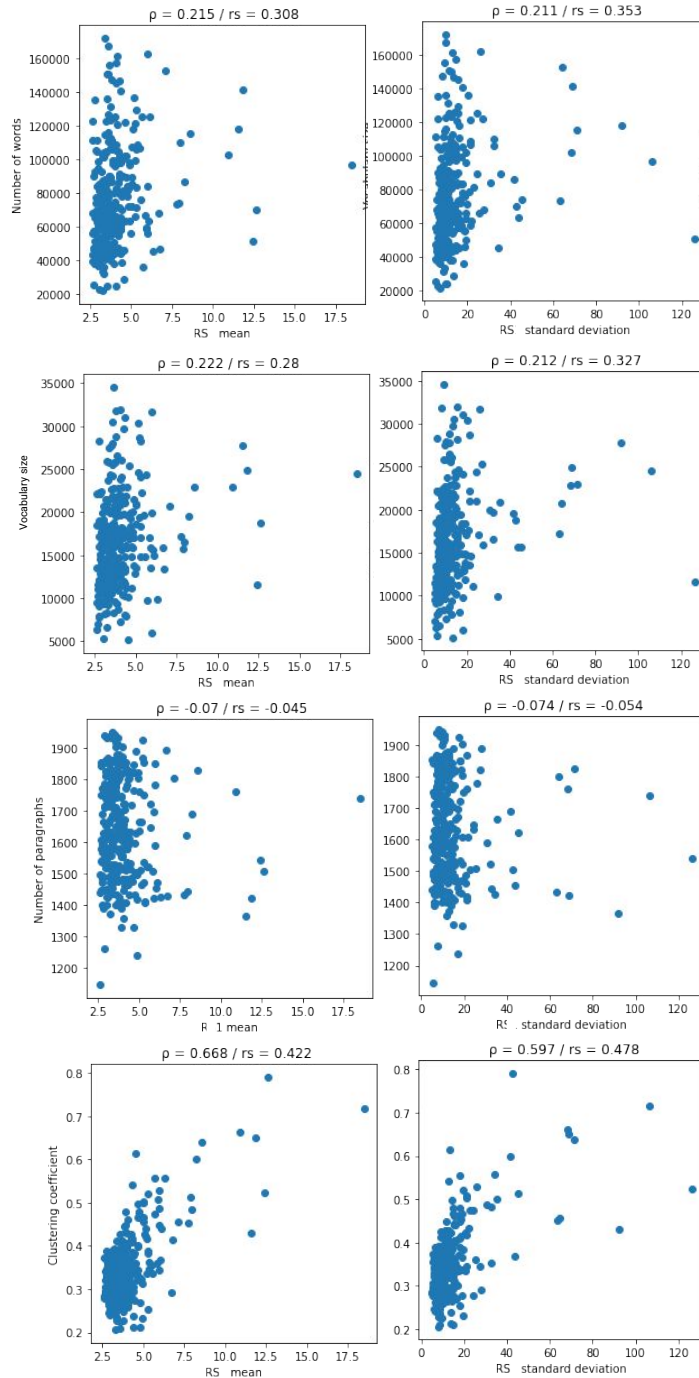 ρ = 0.215 / rs = 0.308
Number of words
160000
140000
120000
100000
80000
60000
40000
20000
2.5 5.0 7.5 10.0 12.5 15.0 17.5
RS mean
ρ = 0.211 / rs = 0.353
160000
140000
120000
100000
80000
60000
40000
20000
0 20 40 60 80 100 120
RS standard deviation
ρ = 0.222 / rs = 0.28
Vocabulary size
35000
30000
25000
20000
15000
10000
5000
2.5 5.0 7.5 10.0 12.5 15.0 17.5
RS mean
ρ = 0.212 / rs = 0.327
35000
30000
25000
20000
15000
10000
5000
0 20 40 60 80 100 120
RS standard deviation
ρ = -0.07 / rs = -0.045
Number of paragraphs
1900
1800
1700
1600
1500
1400
1300
1200
2.5 5.0 7.5 10.0 12.5 15.0 17.5
R 1 mean
ρ = -0.074 / rs = -0.054
1900
1800
1700
1600
1500
1400
1300
1200
0 20 40 60 80 100 120
standard deviation
ρ = 0.668 / rs = 0.422
Clustering coefficient
0.8
0.7
0.6
0.5
0.4
0.3
0.2
2.5 5.0 7.5 10.0 12.5 15.0 17.5
RS mean
ρ = 0.597 / rs = 0.478
0.8
0.7
0.6
0.5
0.4
0.3
0.2
0 20 40 60 80 100 120
RS standard deviation